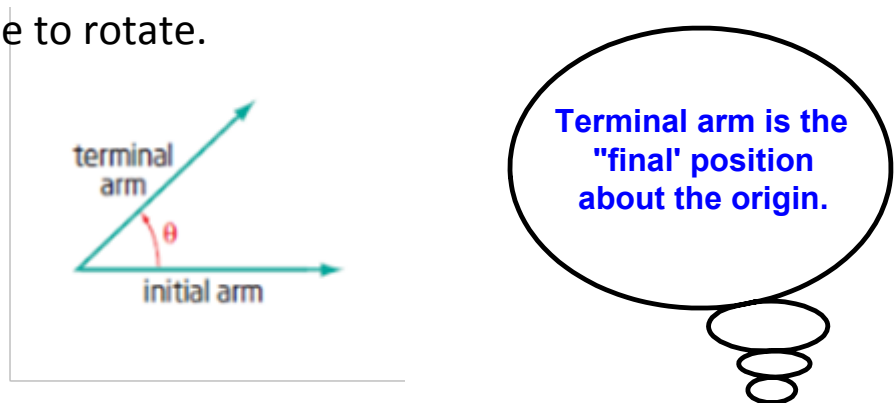 e to rotate.
terminal
arm
θ
initial arm
Terminal arm is the
"final' position
about the origin.